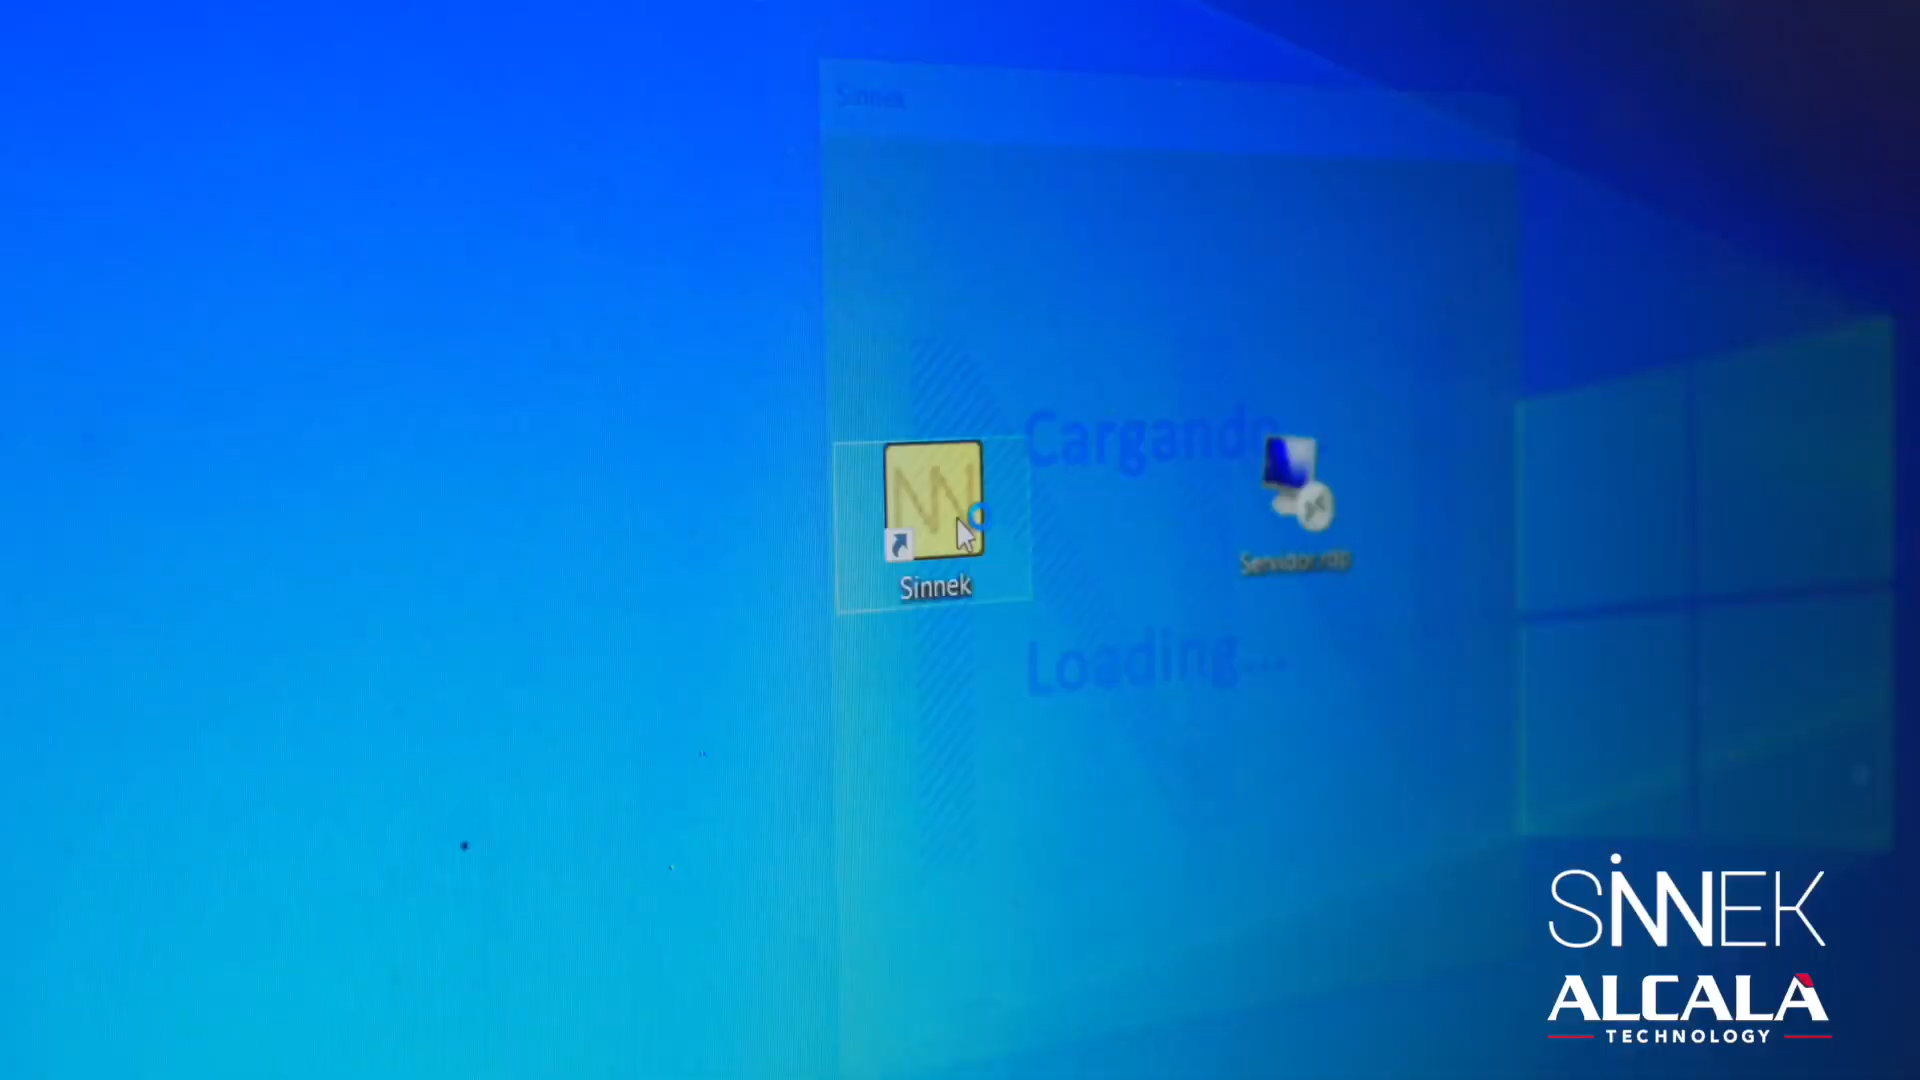 Sinnek
Cargando...
Sinnek
Servidor.rdp
Loading...
SINNEK
ALCALÀ
TECHNOLOGY